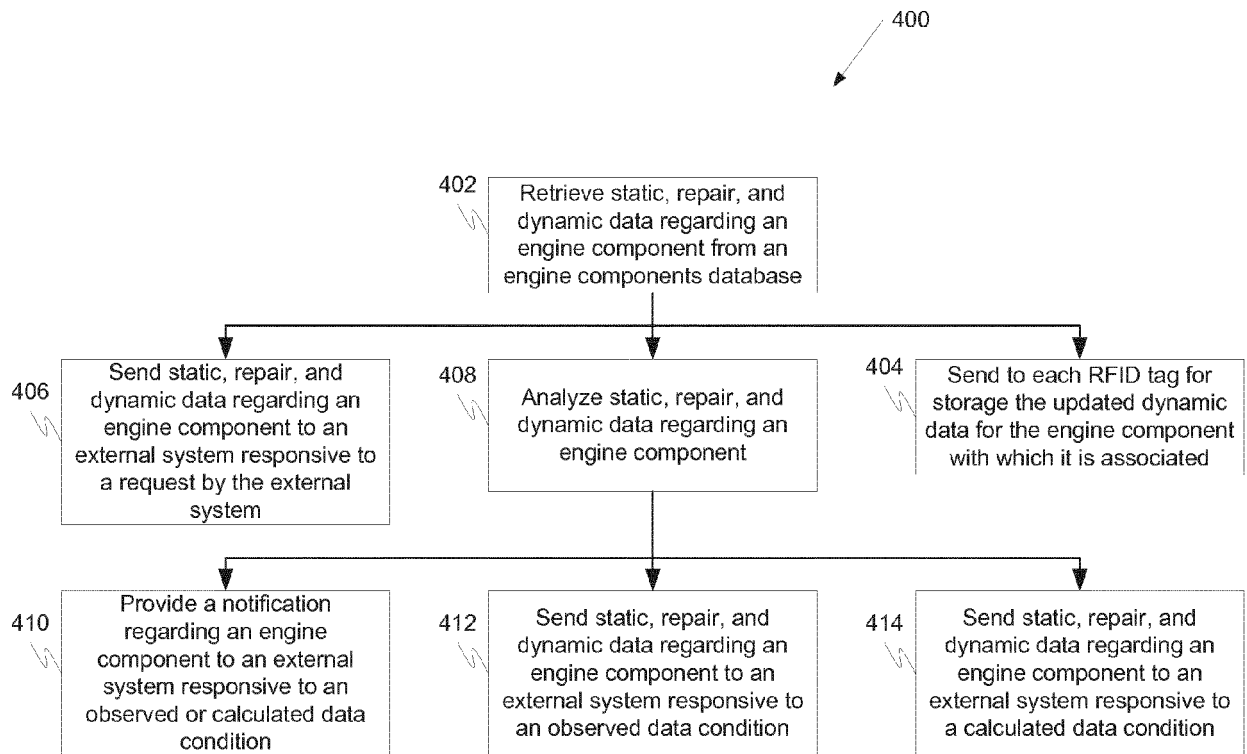 400
402
Retrieve static, repair, and
dynamic data regarding an
engine component from an
engine components database
406
Send static, repair, and
dynamic data regarding an
engine component to an
external system responsive to
a request by the external
system
408
Analyze static, repair, and
dynamic data regarding an
engine component
404
Send to each RFID tag for
storage the updated dynamic
data for the engine component
with which it is associated
410
Provide a notification
regarding an engine
component to an external
system responsive to an
observed or calculated data
condition
412
Send static, repair, and
dynamic data regarding an
engine component to an
external system responsive to
an observed data condition
414
Send static, repair, and
dynamic data regarding an
engine component to an
external system responsive to
a calculated data condition